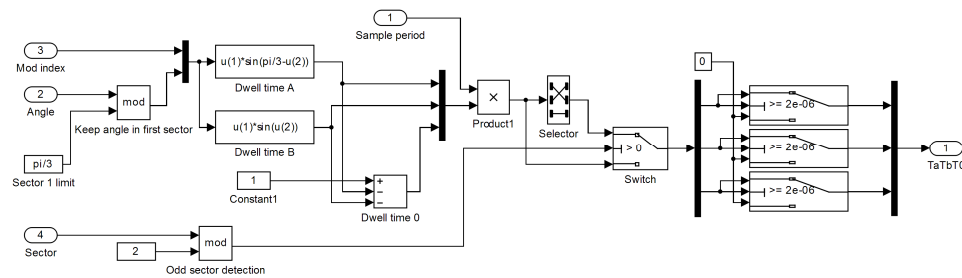 1
Sample period
3
Mod index
2
Angle
mod
Keep angle in first sector
pi/3
Sector 1 limit
u(1)*sin(pi/3-u(2))
Dwell time A
u(1)*sin(u(2))
Dwell time B
1
Constant1
+
−
−
Dwell time 0
×
Product1
Selector
> 0
Switch
0
>= 2e-06
>= 2e-06
>= 2e-06
1
TaTbT0
4
Sector
2
mod
Odd sector detection